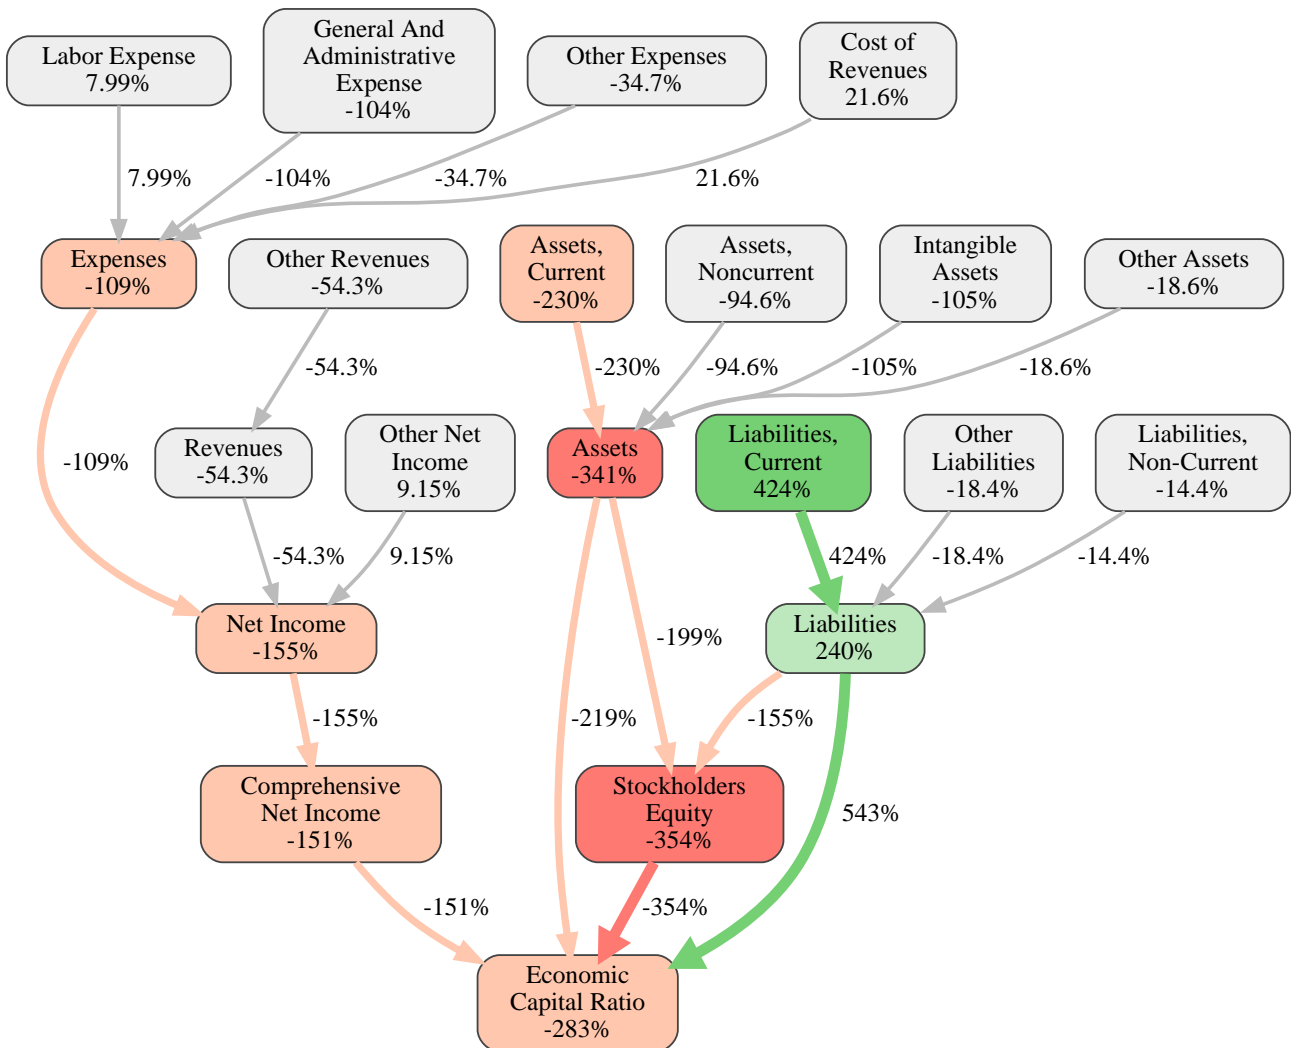 Labor Expense
7.99%
General And
Administrative
Expense
-104%
Other Expenses
-34.7%
Cost of
Revenues
21.6%
7.99%
-104%
-34.7%
21.6%
Expenses
-109%
Other Revenues
-54.3%
Assets,
Current
-230%
Assets,
Noncurrent
-94.6%
Intangible
Assets
-105%
Other Assets
-18.6%
-54.3%
-230%
-94.6%
-105%
-18.6%
-109%
Revenues
-54.3%
Other Net
Income
9.15%
Assets
-341%
Liabilities,
Current
424%
Other
Liabilities
-18.4%
Liabilities,
Non-Current
-14.4%
-54.3%
9.15%
424%
-18.4%
-14.4%
Net Income
-155%
-199%
Liabilities
240%
-155%
-219%
-155%
Comprehensive
Net Income
-151%
Stockholders
Equity
-354%
543%
-151%
-354%
Economic
Capital Ratio
-283%